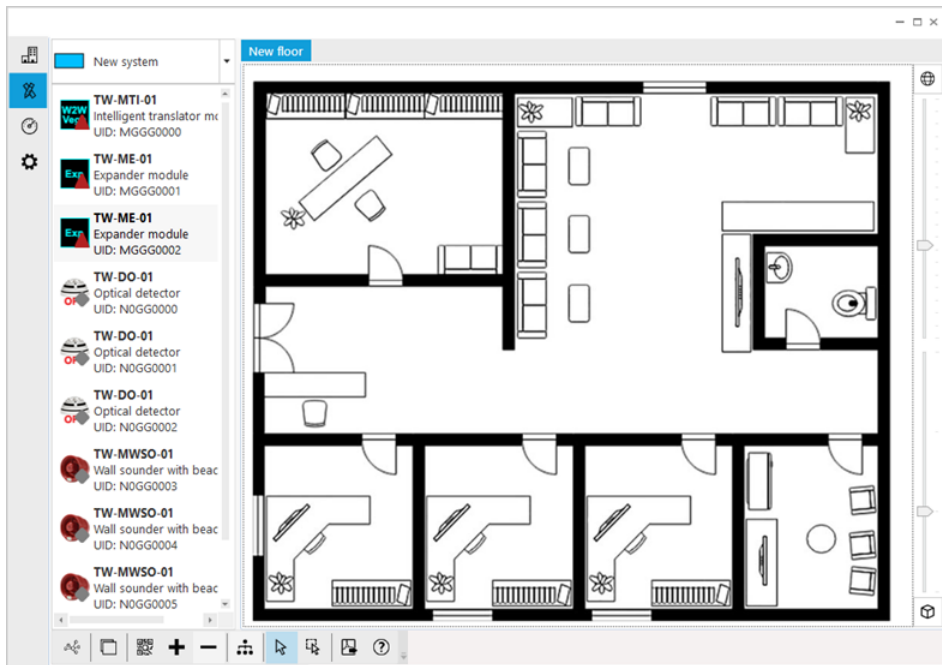 New system
New floor
TW-MTI-01
Intelligent translator mo
UID: MGGG0000
TW-ME-01
Expander module
UID: MGGG0001
TW-ME-01
Expander module
UID: MGGG0002
TW-DO-01
Optical detector
UID: N0GG0000
TW-DO-01
Optical detector
UID: N0GG0001
TW-DO-01
Optical detector
UID: N0GG0002
TW-MWSO-01
Wall sounder with beac
UID: N0GG0003
TW-MWSO-01
Wall sounder with beac
UID: N0GG0004
TW-MWSO-01
Wall sounder with beac
UID: N0GG0005